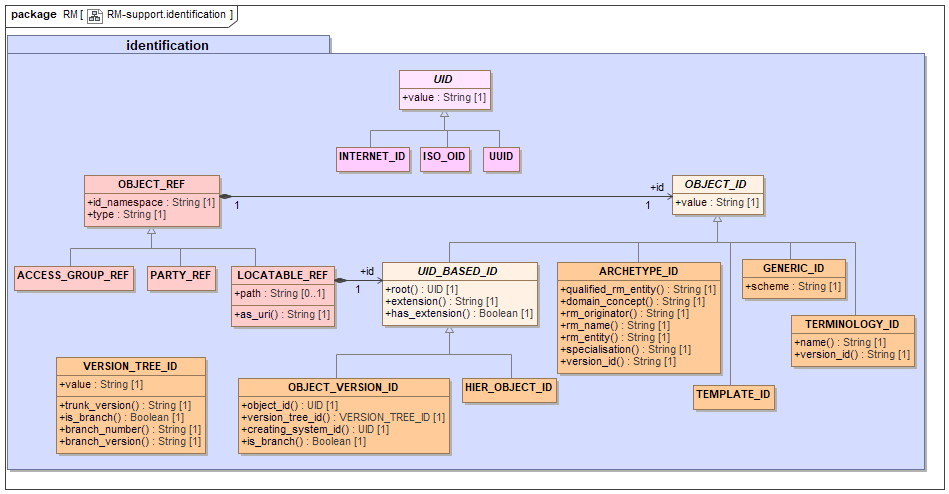 package RM [ RM-support.identification ]
identification
UID
+value : String [1]
INTERNET_ID
ISO_OID
UUID
OBJECT_REF
+id_namespace : String [1]
+type : String [1]
1
+id
1
OBJECT_ID
+value : String [1]
ACCESS_GROUP_REF
PARTY_REF
LOCATABLE_REF
+path : String [0..1]
+as_uri() : String [1]
+id
1
UID_BASED_ID
+root() : UID [1]
+extension() : String [1]
+has_extension() : Boolean [1]
ARCHETYPE_ID
+qualified_rm_entity() : String [1]
+domain_concept() : String [1]
+rm_originator() : String [1]
+rm_name() : String [1]
+rm_entity() : String [1]
+specialisation() : String [1]
+version_id() : String [1]
GENERIC_ID
+scheme : String [1]
TERMINOLOGY_ID
+name() : String [1]
+version_id() : String [1]
VERSION_TREE_ID
+value : String [1]
+trunk_version() : String [1]
+is_branch() : Boolean [1]
+branch_number() : String [1]
+branch_version() : String [1]
OBJECT_VERSION_ID
+object_id() : UID [1]
+version_tree_id() : VERSION_TREE_ID [1]
+creating_system_id() : UID [1]
+is_branch() : Boolean [1]
HIER_OBJECT_ID
TEMPLATE_ID